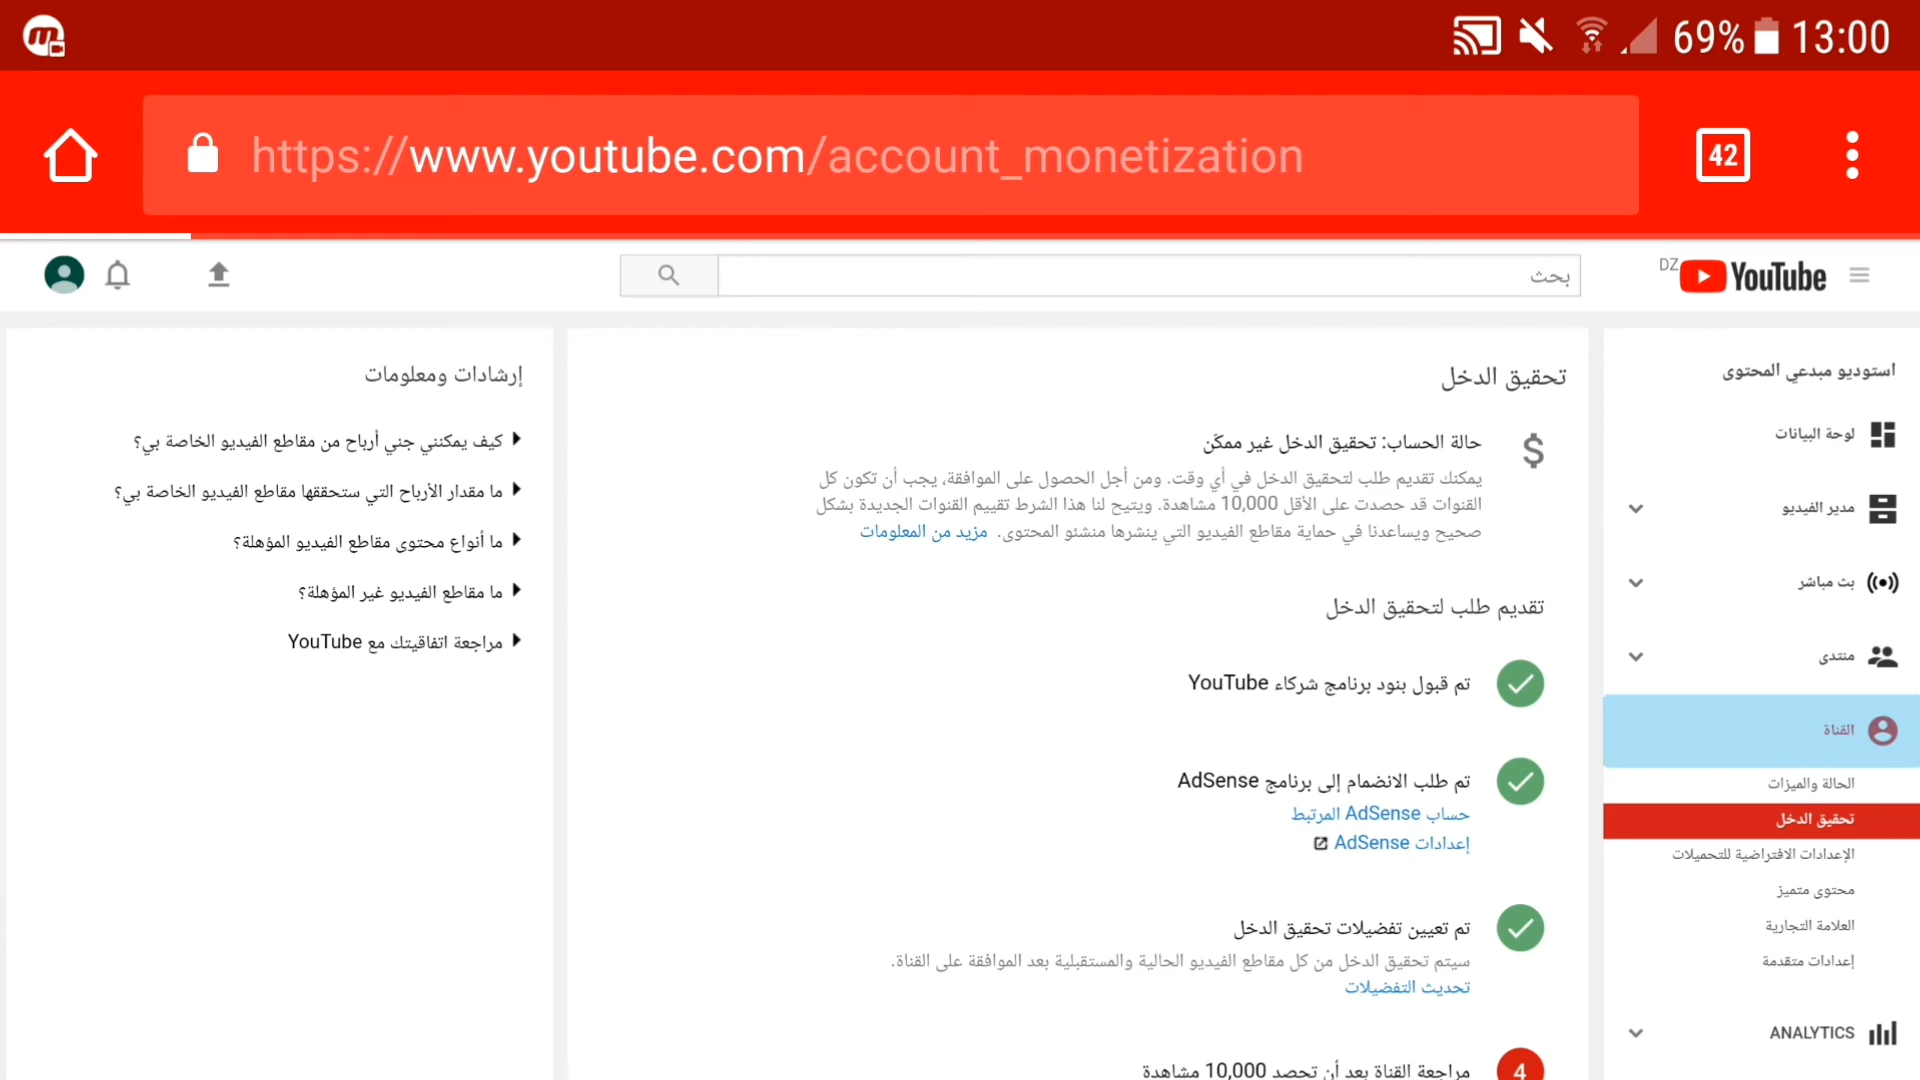 69% 13:00
https://www.youtube.com/account_monetization
42
YouTube DZ
بحث
استوديو مبدعي المحتوى
لوحة البيانات
مدير الفيديو
بث مباشر
منتدى
القناة
الحالة والميزات
تحقيق الدخل
الإعدادات الافتراضية للتحميلات
محتوى متميز
العلامة التجارية
إعدادات متقدمة
ANALYTICS
تحقيق الدخل
حالة الحساب: تحقيق الدخل غير ممكّن
يمكنك تقديم طلب لتحقيق الدخل في أي وقت. ومن أجل الحصول على الموافقة، يجب أن تكون كل
القنوات قد حصدت على الأقل 10,000 مشاهدة. ويتيح لنا هذا الشرط تقييم القنوات الجديدة بشكل
صحيح ويساعدنا في حماية مقاطع الفيديو التي ينشرها منشئو المحتوى. مزيد من المعلومات
تقديم طلب لتحقيق الدخل
تم قبول بنود برنامج شركاء YouTube
تم طلب الانضمام إلى برنامج AdSense
حساب AdSense المرتبط
إعدادات AdSense
تم تعيين تفضيلات تحقيق الدخل
سيتم تحقيق الدخل من كل مقاطع الفيديو الحالية والمستقبلية بعد الموافقة على القناة.
تحديث التفضيلات
4 مراجعة القناة بعد أن تحصد 10,000 مشاهدة
إرشادات ومعلومات
كيف يمكنني جني أرباح من مقاطع الفيديو الخاصة بي؟
ما مقدار الأرباح التي ستحققها مقاطع الفيديو الخاصة بي؟
ما أنواع محتوى مقاطع الفيديو المؤهلة؟
ما مقاطع الفيديو غير المؤهلة؟
مراجعة اتفاقيتك مع YouTube